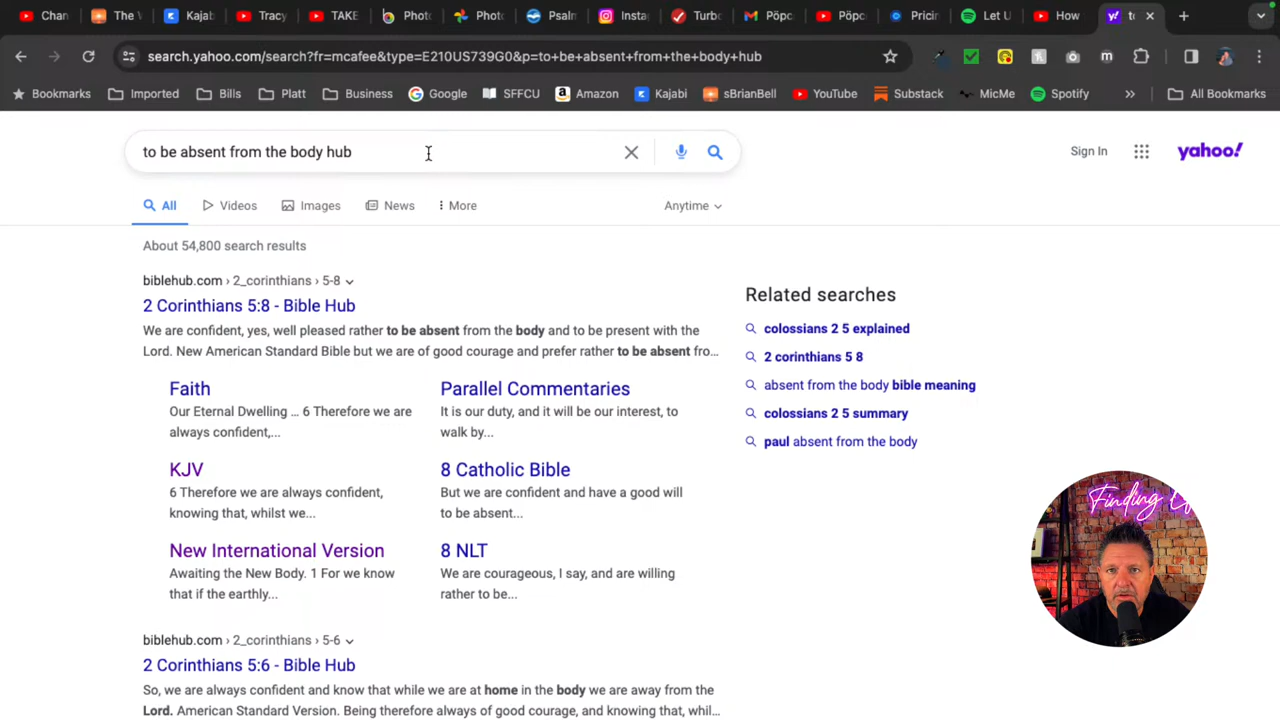 Chan
The V
Kajab
Tracy
TAKE
Photo
Photo
Psalm
Insta
Turbo
Pöpc
Pöpco
Pricin
Let U
How
to
search.yahoo.com/search?fr=mcafee&type=E210US739G0&p=to+be+absent+from+the+body+hub
Bookmarks
Imported
Bills
Platt
Business
Google
SFFCU
Amazon
Kajabi
sBrianBell
YouTube
Substack
MicMe
Spotify
»
All Bookmarks
to be absent from the body hub
Sign In
yahoo!
All
Videos
Images
News
More
Anytime
About 54,800 search results
biblehub.com › 2_corinthians › 5-8
2 Corinthians 5:8 - Bible Hub
We are confident, yes, well pleased rather to be absent from the body and to be present with the
Lord. New American Standard Bible but we are of good courage and prefer rather to be absent fro...
Faith
Our Eternal Dwelling ... 6 Therefore we are
always confident,...
Parallel Commentaries
It is our duty, and it will be our interest, to
walk by...
KJV
6 Therefore we are always confident,
knowing that, whilst we...
8 Catholic Bible
But we are confident and have a good will
to be absent...
New International Version
Awaiting the New Body. 1 For we know
that if the earthly...
8 NLT
We are courageous, I say, and are willing
rather to be...
biblehub.com › 2_corinthians › 5-6
2 Corinthians 5:6 - Bible Hub
So, we are always confident and know that while we are at home in the body we are away from the
Lord. American Standard Version. Being therefore always of good courage, and knowing that, whil...
Related searches
colossians 2 5 explained
2 corinthians 5 8
absent from the body bible meaning
colossians 2 5 summary
paul absent from the body
Finding